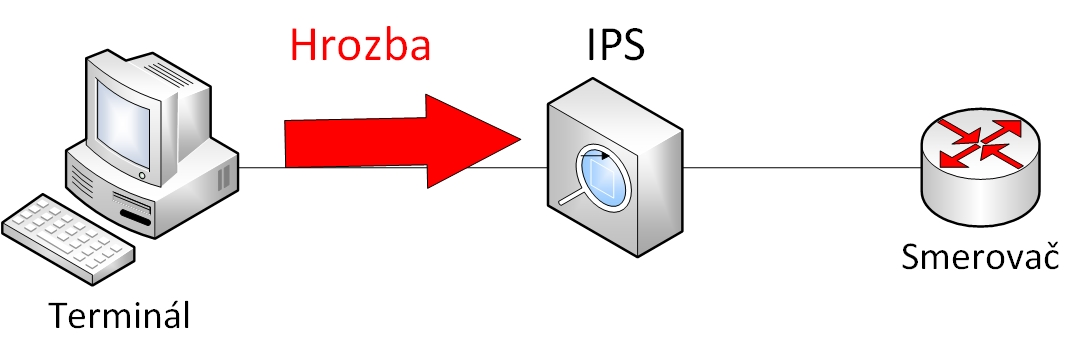 Hrozba
IPS
Smerovač
Terminál